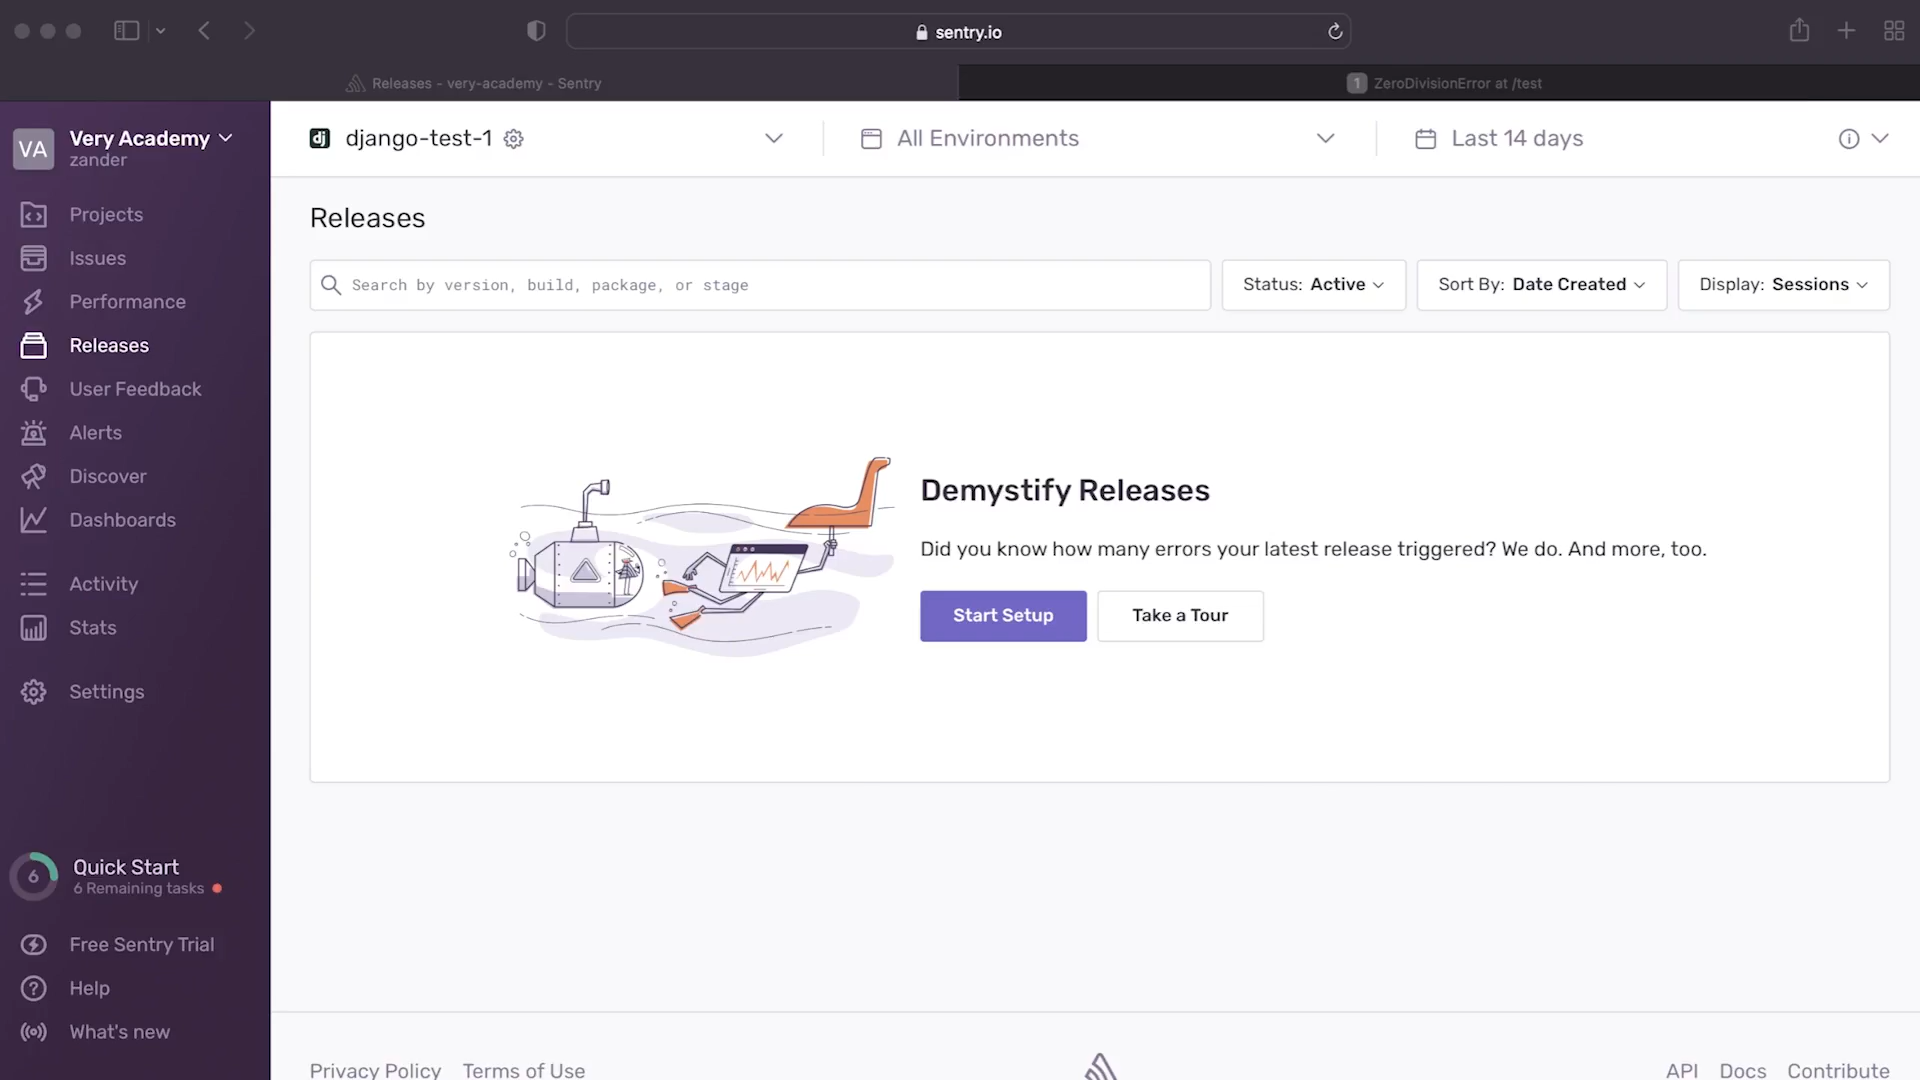 sentry.io
Releases - very-academy - Sentry
1 ZeroDivisionError at /test
VA
Very Academy
zander
django-test-1
All Environments
Last 14 days
Projects
Issues
Performance
Releases
User Feedback
Alerts
Discover
Dashboards
Activity
Stats
Settings
Releases
Search by version, build, package, or stage
Status: Active
Sort By: Date Created
Display: Sessions
Demystify Releases
Did you know how many errors your latest release triggered? We do. And more, too.
Start Setup
Take a Tour
6
Quick Start
6 Remaining tasks
Free Sentry Trial
Help
What's new
Privacy Policy
Terms of Use
API
Docs
Contribute